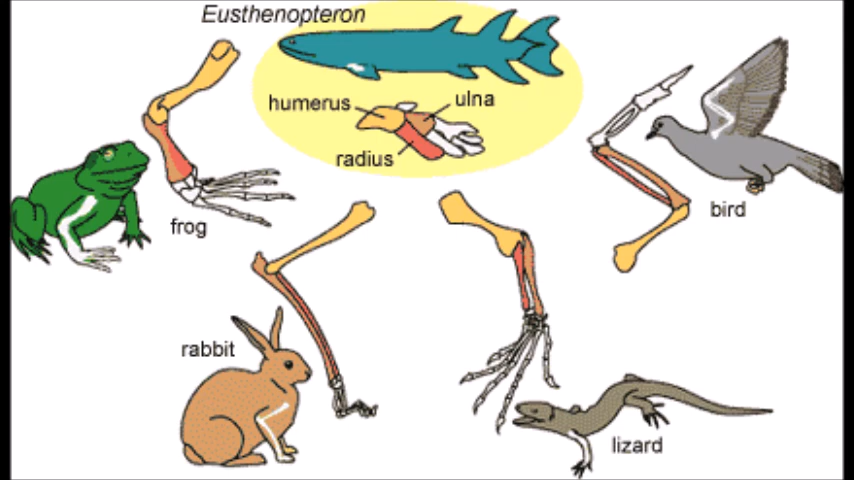 Eusthenopteron
humerus
ulna
radius
frog
bird
rabbit
lizard